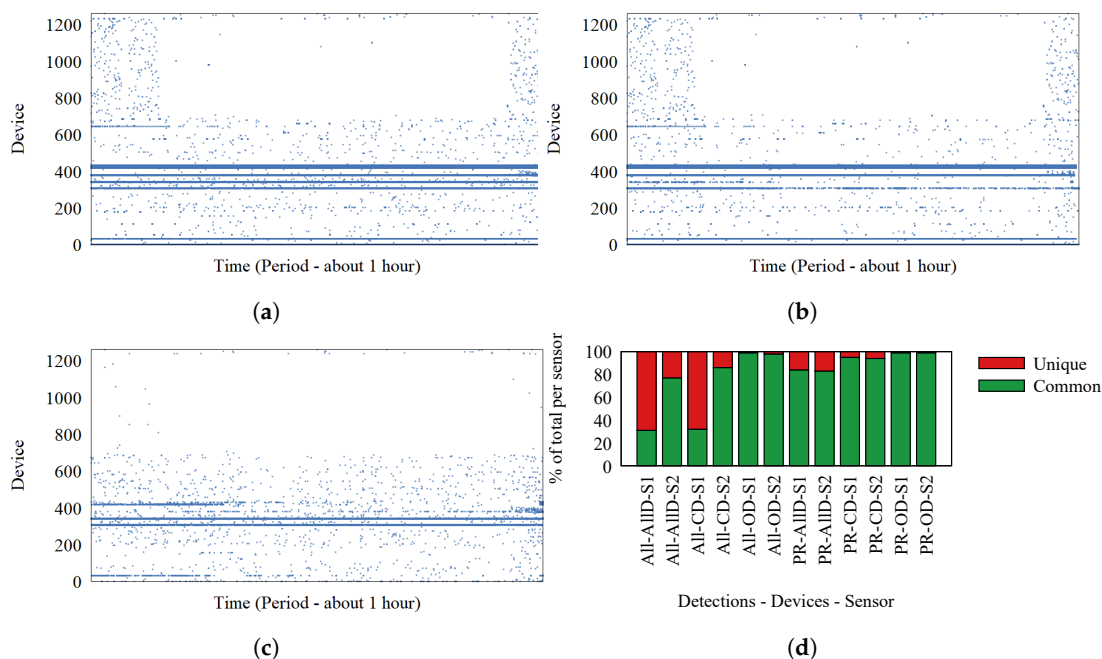 1200
1000
800
600
400
200
0
Device
Time (Period - about 1 hour)
(a)
1200
1000
800
600
400
200
0
Device
Time (Period - about 1 hour)
(b)
1200
1000
800
600
400
200
0
Device
Time (Period - about 1 hour)
(c)
100
80
60
40
20
0
% of total per sensor
Unique
Common
All-AllD-S1
All-AllD-S2
All-CD-S1
All-CD-S2
All-OD-S1
All-OD-S2
PR-AllD-S1
PR-AllD-S2
PR-CD-S1
PR-CD-S2
PR-OD-S1
PR-OD-S2
Detections - Devices - Sensor
(d)